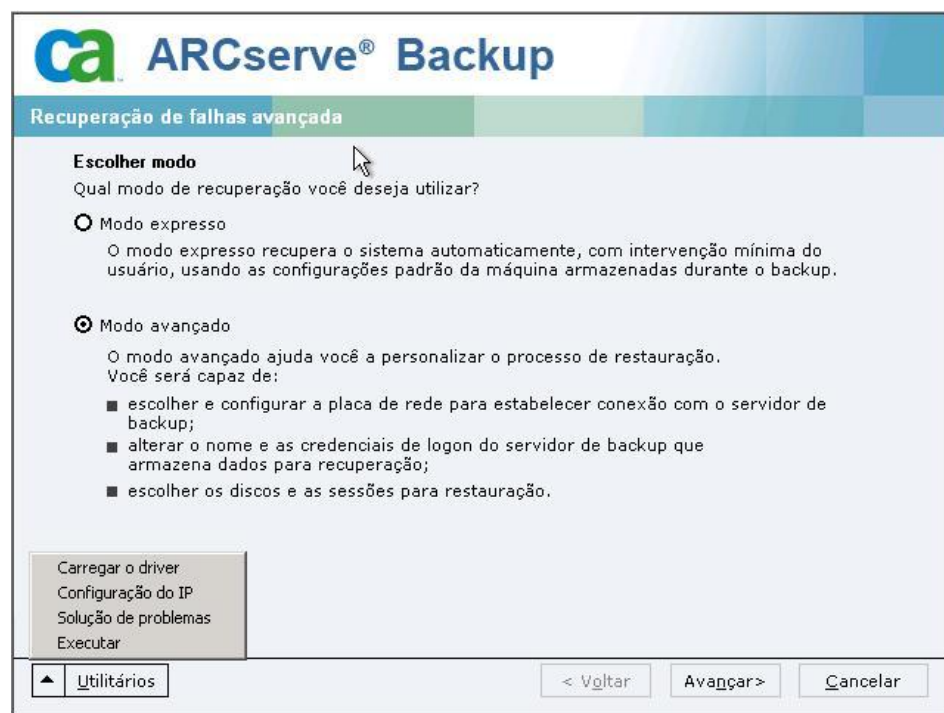 ca ARCserve® Backup
Recuperação de falhas avançada
Escolher modo
Qual modo de recuperação você deseja utilizar?
Modo expresso
O modo expresso recupera o sistema automaticamente, com intervenção mínima do
usuário, usando as configurações padrão da máquina armazenadas durante o backup.
Modo avançado
O modo avançado ajuda você a personalizar o processo de restauração.
Você será capaz de:
escolher e configurar a placa de rede para estabelecer conexão com o servidor de
backup;
alterar o nome e as credenciais de logon do servidor de backup que
armazena dados para recuperação;
escolher os discos e as sessões para restauração.
Carregar o driver
Configuração do IP
Solução de problemas
Executar
Utilitários
< Voltar
Avançar>
Cancelar